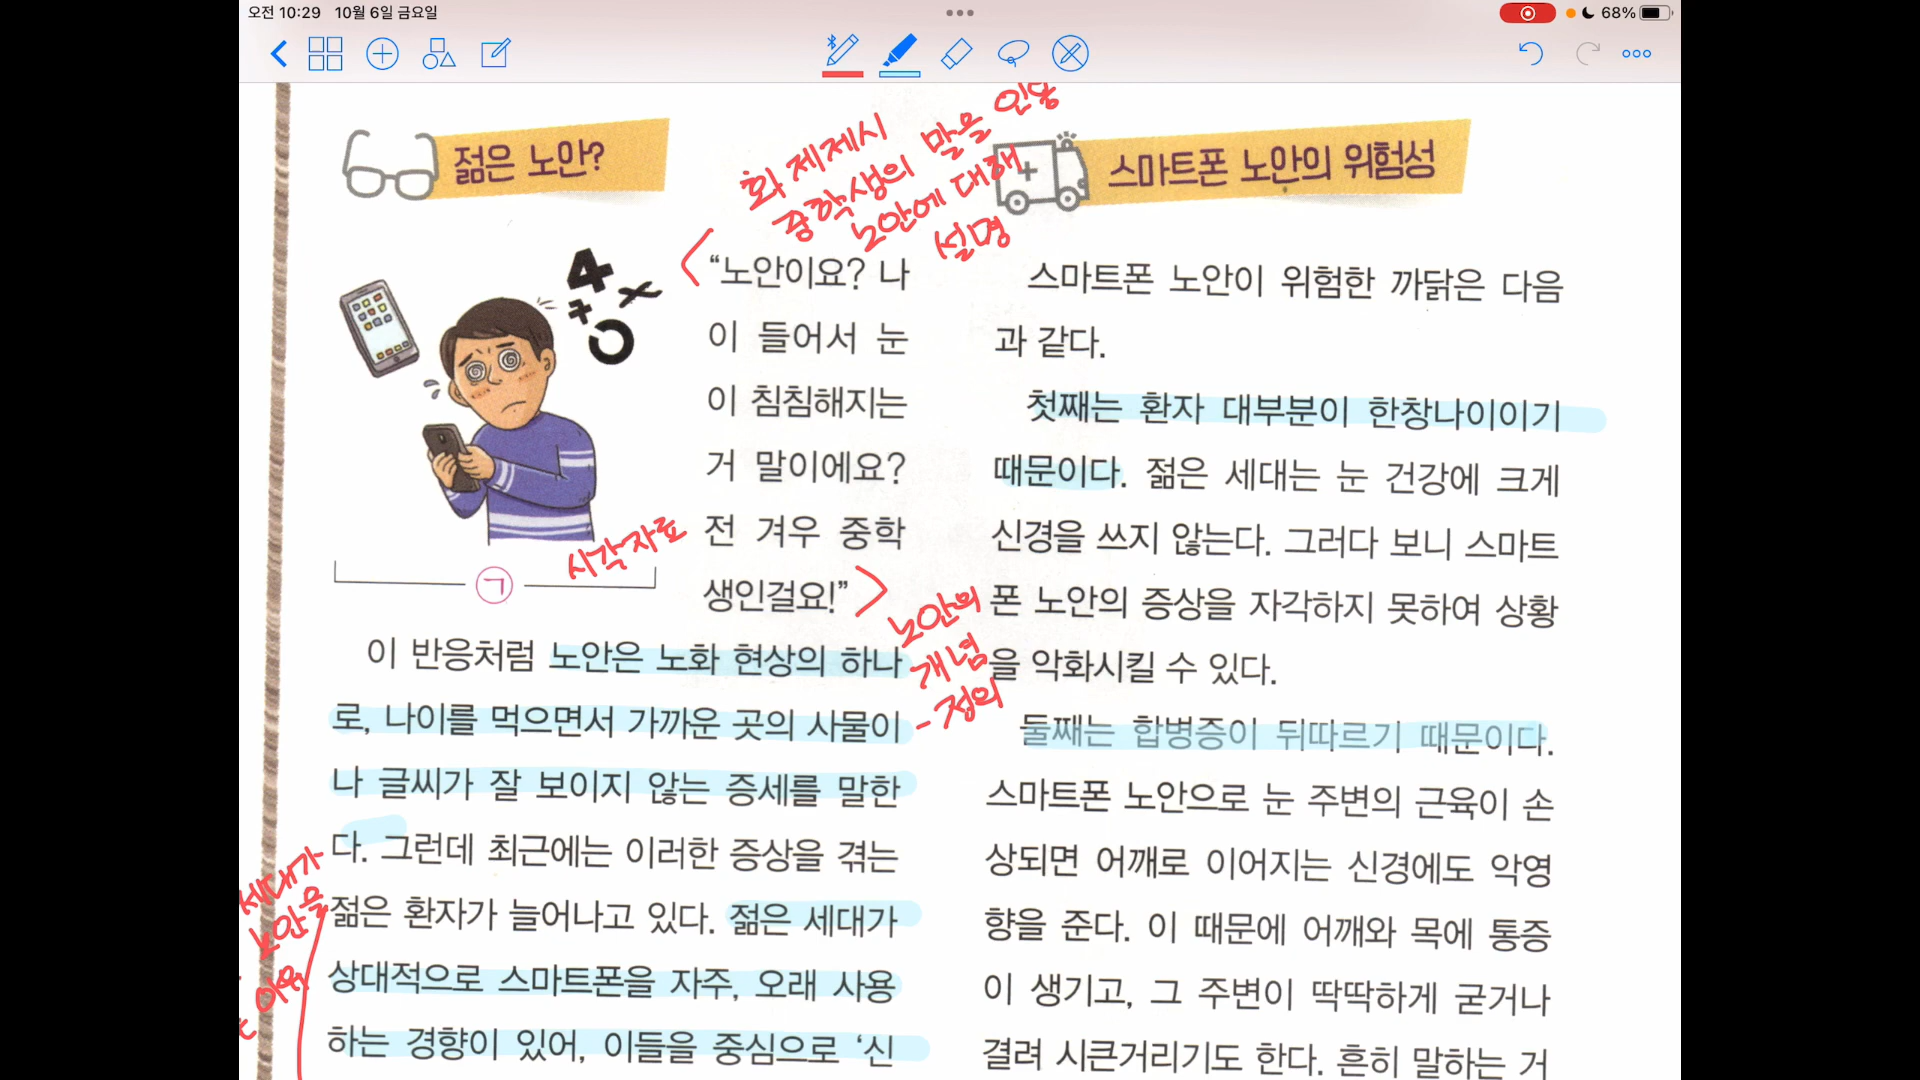 오전 10:29 10월 6일 금요일
68%
젊은 노안?
화제제시
중학생의 말을 인용
노안에 대해
설명
“노안이요? 나
이 들어서 눈
이 침침해지는
거 말이에요?
전 겨우 중학
생인걸요!”
시각자료
ㄱ
노안의
개념
-정의
이 반응처럼 노안은 노화 현상의 하나
로, 나이를 먹으면서 가까운 곳의 사물이
나 글씨가 잘 보이지 않는 증세를 말한
다. 그런데 최근에는 이러한 증상을 겪는
젊은 환자가 늘어나고 있다. 젊은 세대가
상대적으로 스마트폰을 자주, 오래 사용
하는 경향이 있어, 이들을 중심으로 ‘신
세대가
노안을
이유
스마트폰 노안의 위험성
스마트폰 노안이 위험한 까닭은 다음
과 같다.
첫째는 환자 대부분이 한창나이이기
때문이다. 젊은 세대는 눈 건강에 크게
신경을 쓰지 않는다. 그러다 보니 스마트
폰 노안의 증상을 자각하지 못하여 상황
을 악화시킬 수 있다.
둘째는 합병증이 뒤따르기 때문이다.
스마트폰 노안으로 눈 주변의 근육이 손
상되면 어깨로 이어지는 신경에도 악영
향을 준다. 이 때문에 어깨와 목에 통증
이 생기고, 그 주변이 딱딱하게 굳거나
결려 시큰거리기도 한다. 흔히 말하는 거